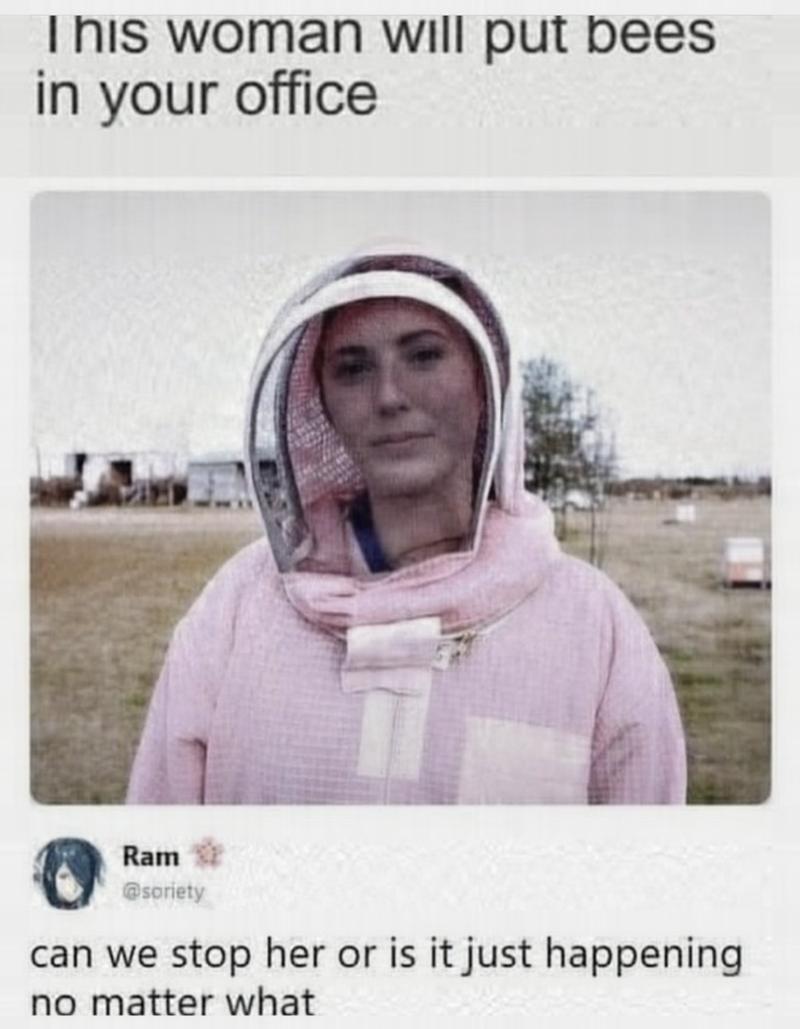 This woman will put bees
in your office
Ram
@soriety
can we stop her or is it just happening
no matter what